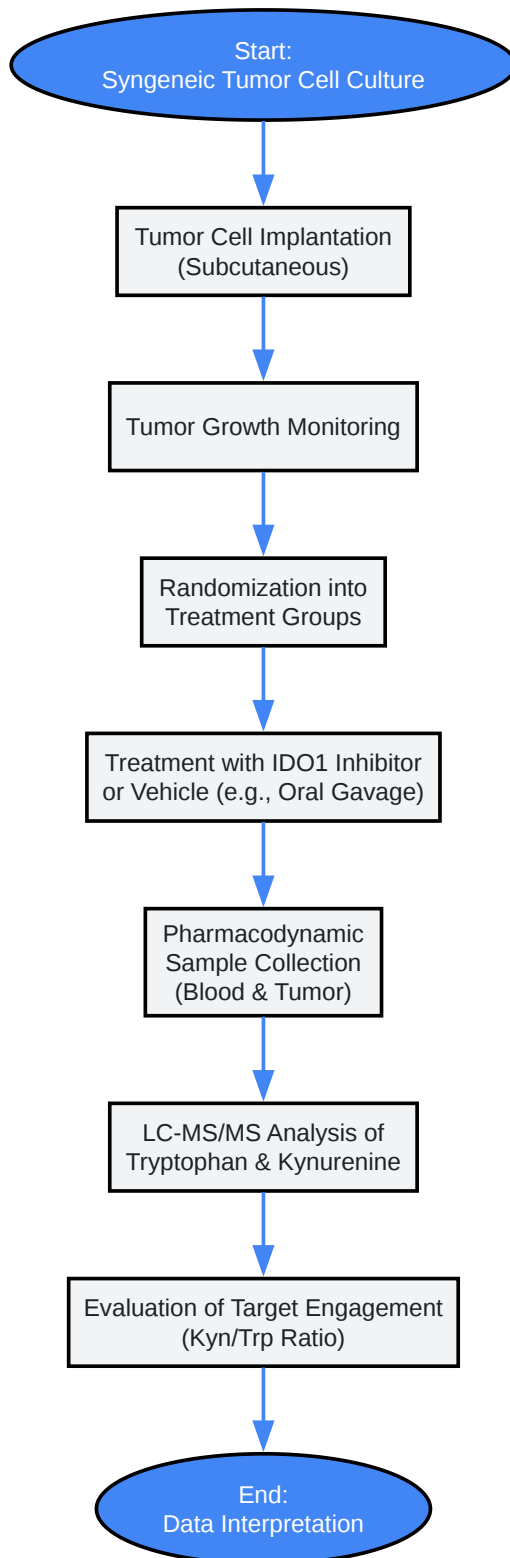 Start:
Syngeneic Tumor Cell Culture
Tumor Cell Implantation
(Subcutaneous)
Tumor Growth Monitoring
Randomization into
Treatment Groups
Treatment with IDO1 Inhibitor
or Vehicle (e.g., Oral Gavage)
Pharmacodynamic
Sample Collection
(Blood & Tumor)
LC-MS/MS Analysis of
Tryptophan & Kynurenine
Evaluation of Target Engagement
(Kyn/Trp Ratio)
End:
Data Interpretation